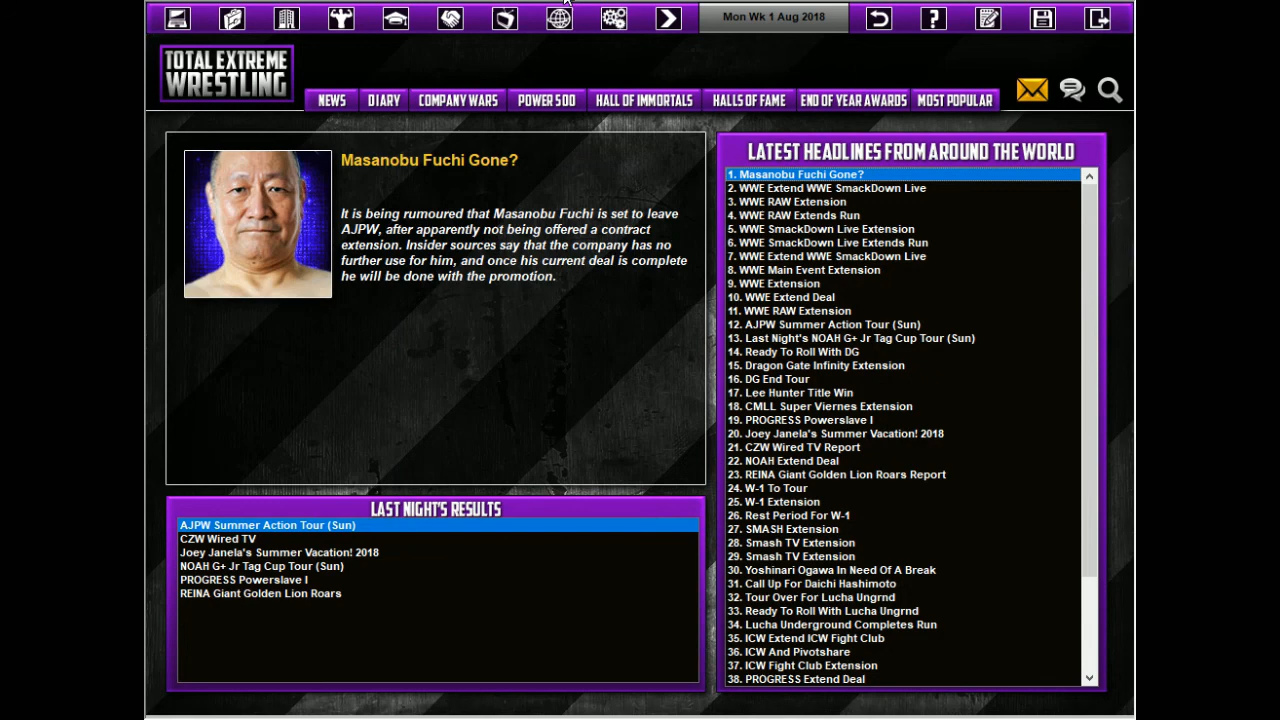 Mon Wk 1 Aug 2018
TOTAL EXTREME
WRESTLING
NEWS
DIARY
COMPANY WARS
POWER 500
HALL OF IMMORTALS
HALLS OF FAME
END OF YEAR AWARDS
MOST POPULAR
Masanobu Fuchi Gone?
It is being rumoured that Masanobu Fuchi is set to leave
AJPW, after apparently not being offered a contract
extension. Insider sources say that the company has no
further use for him, and once his current deal is complete
he will be done with the promotion.
LAST NIGHT'S RESULTS
AJPW Summer Action Tour (Sun)
CZW Wired TV
Joey Janela's Summer Vacation! 2018
NOAH G+ Jr Tag Cup Tour (Sun)
PROGRESS Powerslave I
REINA Giant Golden Lion Roars
LATEST HEADLINES FROM AROUND THE WORLD
1. Masanobu Fuchi Gone?
2. WWE Extend WWE SmackDown Live
3. WWE RAW Extension
4. WWE RAW Extends Run
5. WWE SmackDown Live Extension
6. WWE SmackDown Live Extends Run
7. WWE Extend WWE SmackDown Live
8. WWE Main Event Extension
9. WWE Extension
10. WWE Extend Deal
11. WWE RAW Extension
12. AJPW Summer Action Tour (Sun)
13. Last Night's NOAH G+ Jr Tag Cup Tour (Sun)
14. Ready To Roll With DG
15. Dragon Gate Infinity Extension
16. DG End Tour
17. Lee Hunter Title Win
18. CMLL Super Viernes Extension
19. PROGRESS Powerslave I
20. Joey Janela's Summer Vacation! 2018
21. CZW Wired TV Report
22. NOAH Extend Deal
23. REINA Giant Golden Lion Roars Report
24. W-1 To Tour
25. W-1 Extension
26. Rest Period For W-1
27. SMASH Extension
28. Smash TV Extension
29. Smash TV Extension
30. Yoshinari Ogawa In Need Of A Break
31. Call Up For Daichi Hashimoto
32. Tour Over For Lucha Ungrnd
33. Ready To Roll With Lucha Ungrnd
34. Lucha Underground Completes Run
35. ICW Extend ICW Fight Club
36. ICW And Pivotshare
37. ICW Fight Club Extension
38. PROGRESS Extend Deal